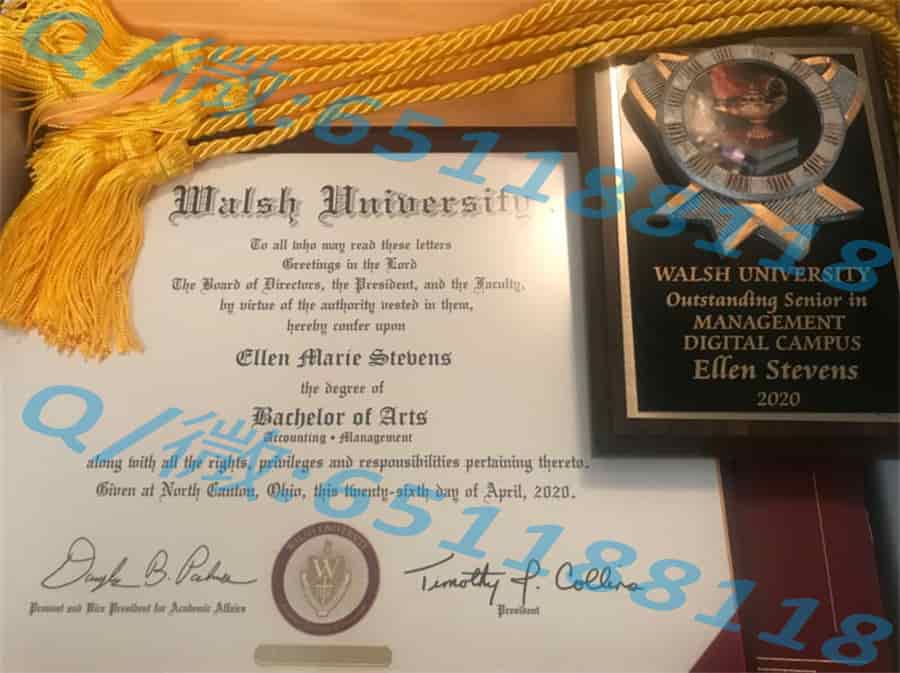 Walsh University
To all who may read these letters
Greetings in the Lord
The Board of Directors, the President, and the Faculty,
by virtue of the authority vested in them,
hereby confer upon
Ellen Marie Stevens
the degree of
Bachelor of Arts
Accounting • Management
along with all the rights, privileges and responsibilities pertaining thereto.
Given at North Canton, Ohio, this twenty-sixth day of April, 2020.
Timothy J. Collins
Provost and Vice President for Academic Affairs
President
WALSH UNIVERSITY
W
WALSH UNIVERSITY
Outstanding Senior in
MANAGEMENT
DIGITAL CAMPUS
Ellen Stevens
2020
Q/微:651188118
Q/微:651188118